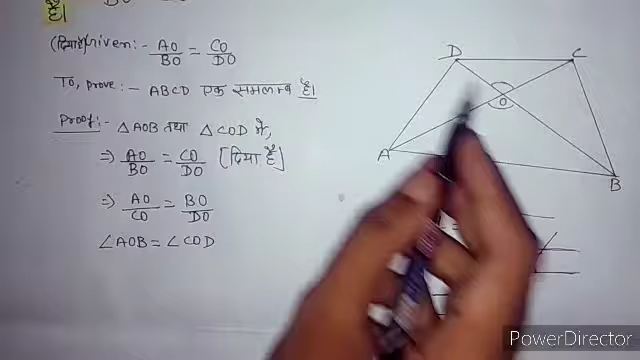 है।
(दिया है) Given:- AO/BO = CO/DO
To, prove:- ABCD एक समलम्ब है।
Proof:- △AOB तथा △COD में,
⇒ AO/BO = CO/DO [दिया है]
⇒ AO/CO = BO/DO
∠AOB = ∠COD
D C
O
A B
PowerDirector